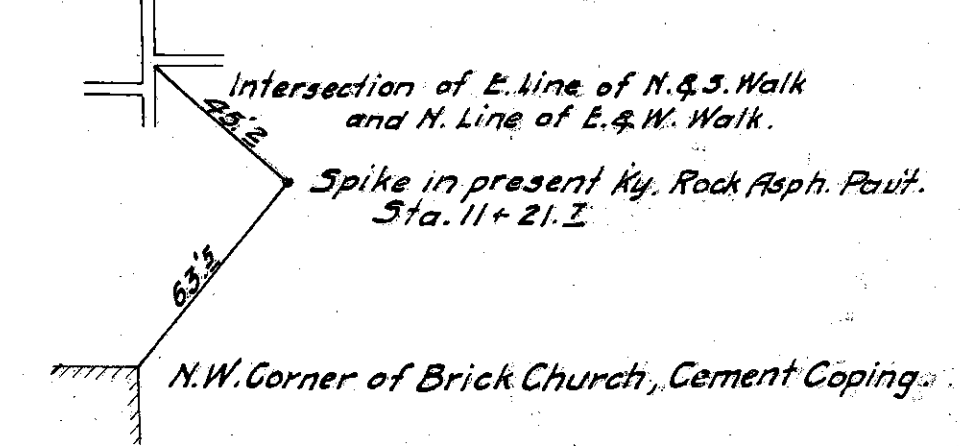 Intersection of E. Line of N. & S. Walk
and N. Line of E. & W. Walk.
45.'2
Spike in present Ky. Rock Asph. Pavt.
Sta. 11 + 21.7
63.'5
N.W. Corner of Brick Church, Cement Coping.